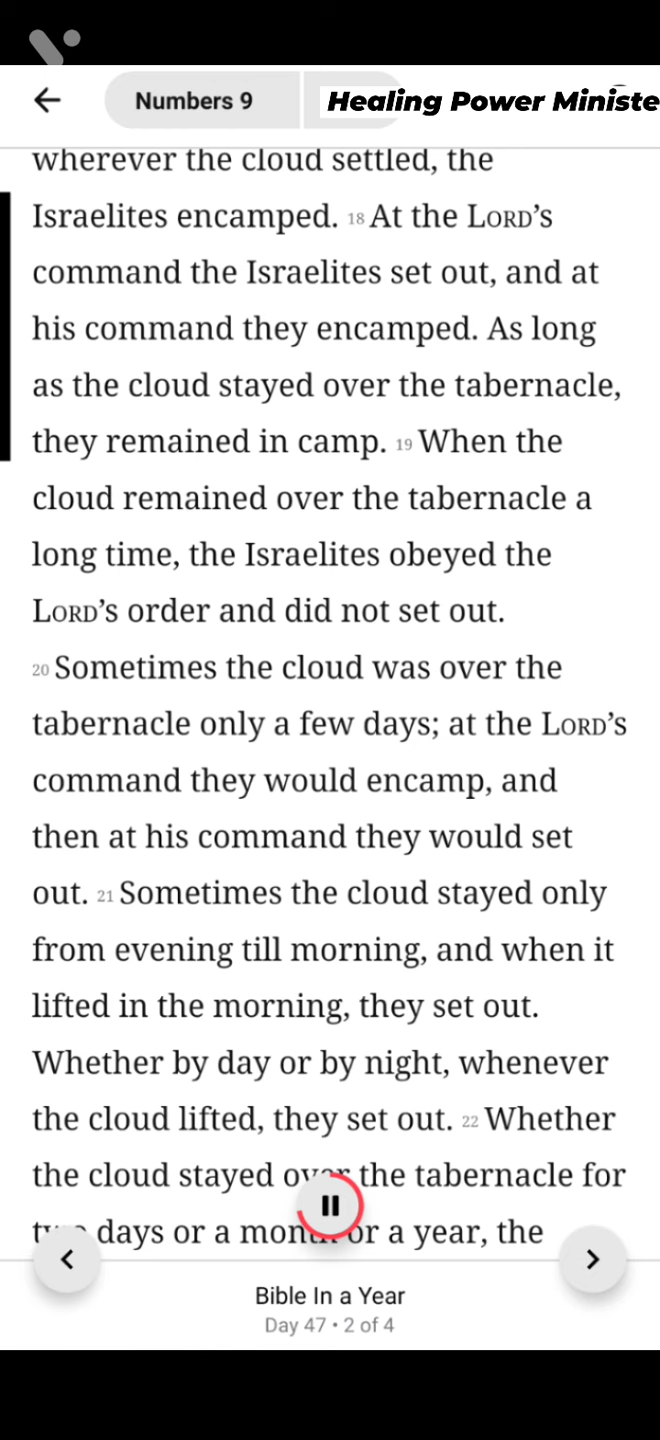 Numbers 9
Healing Power Ministe
wherever the cloud settled, the
Israelites encamped. 18 At the LORD’s
command the Israelites set out, and at
his command they encamped. As long
as the cloud stayed over the tabernacle,
they remained in camp. 19 When the
cloud remained over the tabernacle a
long time, the Israelites obeyed the
LORD’s order and did not set out.
20 Sometimes the cloud was over the
tabernacle only a few days; at the LORD’s
command they would encamp, and
then at his command they would set
out. 21 Sometimes the cloud stayed only
from evening till morning, and when it
lifted in the morning, they set out.
Whether by day or by night, whenever
the cloud lifted, they set out. 22 Whether
the cloud stayed over the tabernacle for
days or a month or a year, the
Bible In a Year
Day 47 • 2 of 4